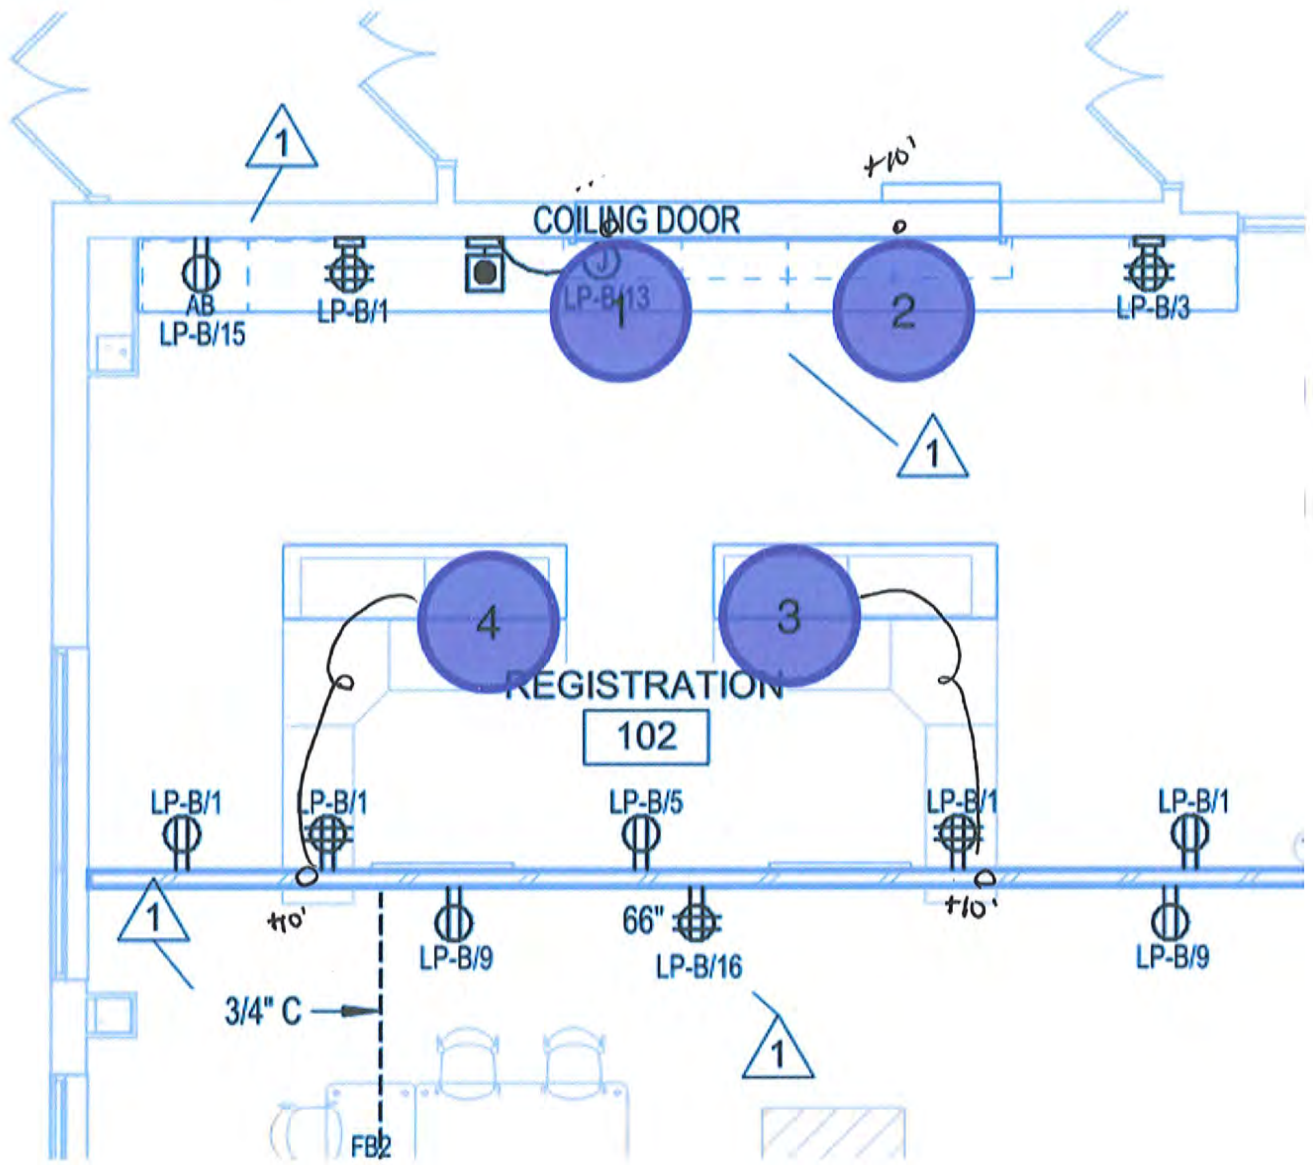 1
+10'
COILING DOOR
J
AB
LP-B/15
LP-B/1
LP-B/13
1
2
LP-B/3
1
4
3
REGISTRATION
102
LP-B/1
LP-B/1
LP-B/5
LP-B/1
LP-B/1
1
+10'
LP-B/9
66"
LP-B/16
+10'
LP-B/9
3/4" C
1
FB2